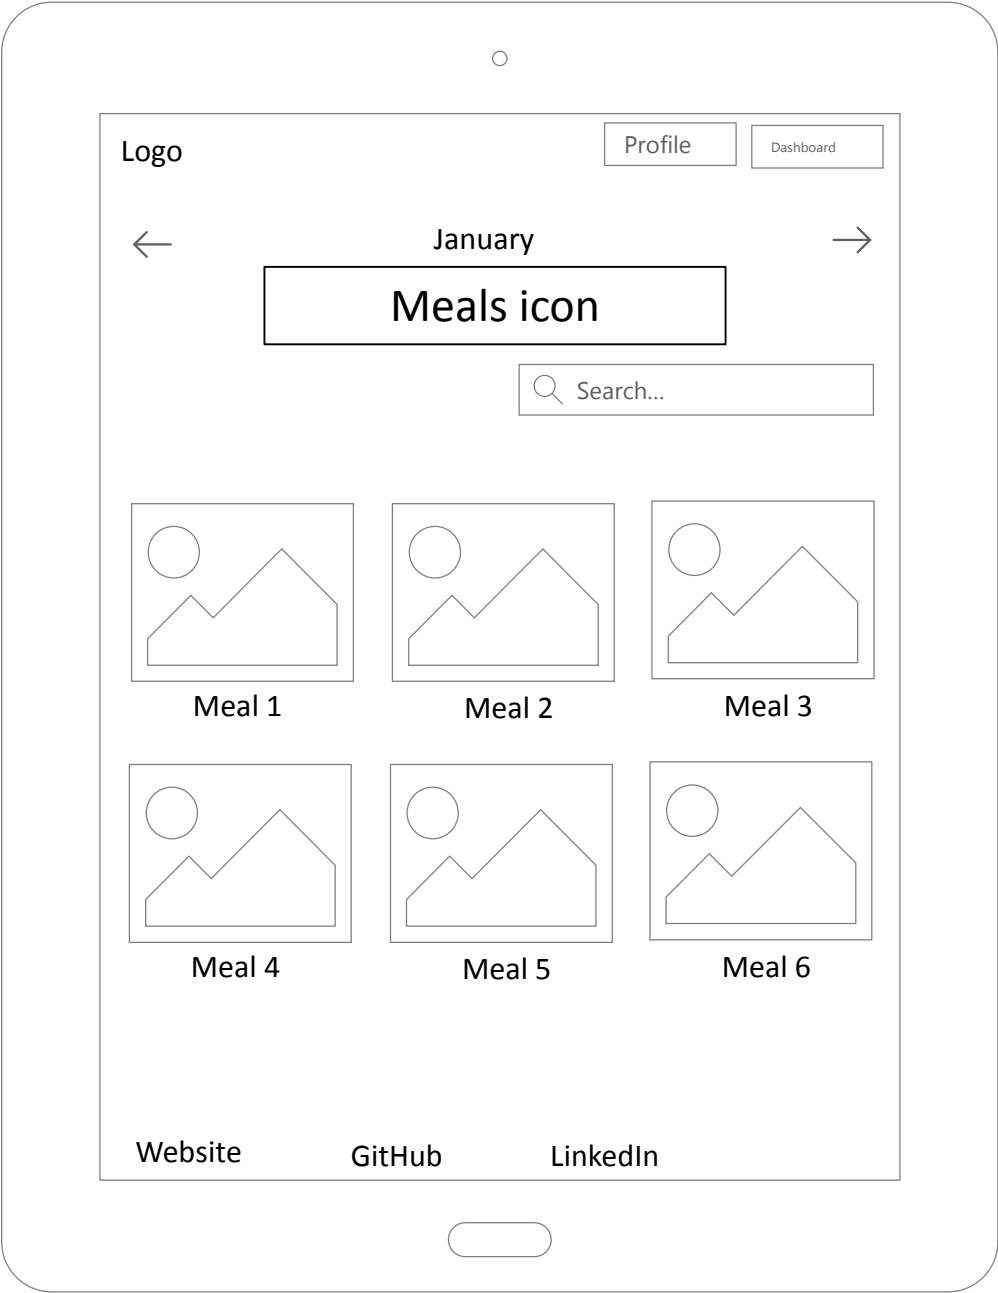 Logo
Profile
Dashboard
January
Meals icon
Search...
Meal 1
Meal 2
Meal 3
Meal 4
Meal 5
Meal 6
Website
GitHub
LinkedIn